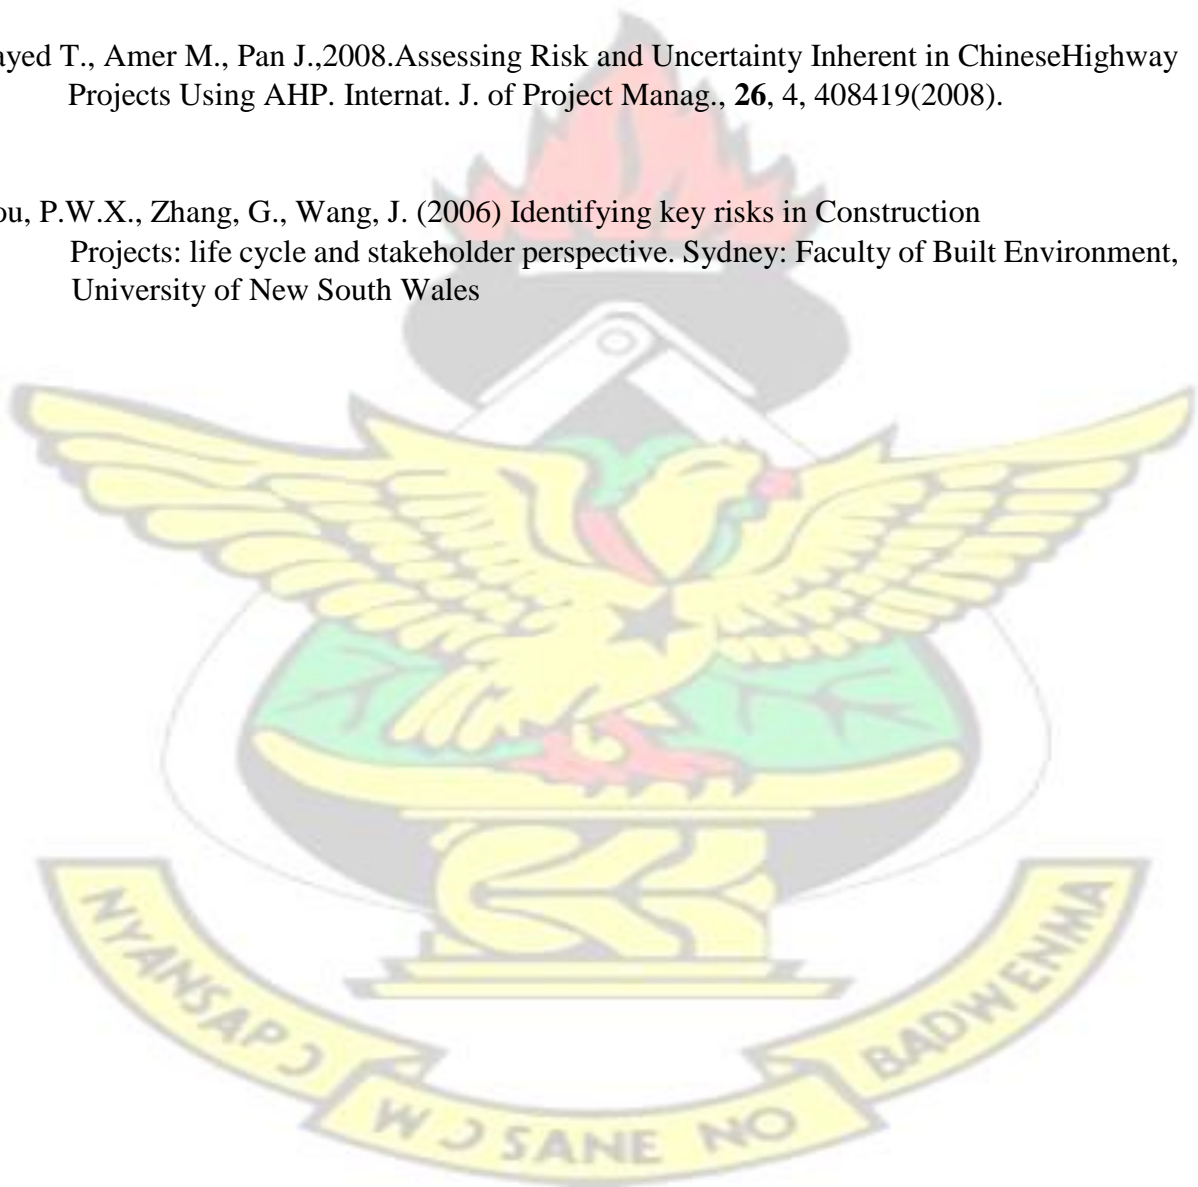 ayed T., Amer M., Pan J.,2008.Assessing Risk and Uncertainty Inherent in ChineseHighway
Projects Using AHP. Internat. J. of Project Manag., 26, 4, 408419(2008).
ou, P.W.X., Zhang, G., Wang, J. (2006) Identifying key risks in Construction
Projects: life cycle and stakeholder perspective. Sydney: Faculty of Built Environment,
University of New South Wales
NYANSAPƆ
WƆSANE NO
BADWENMA